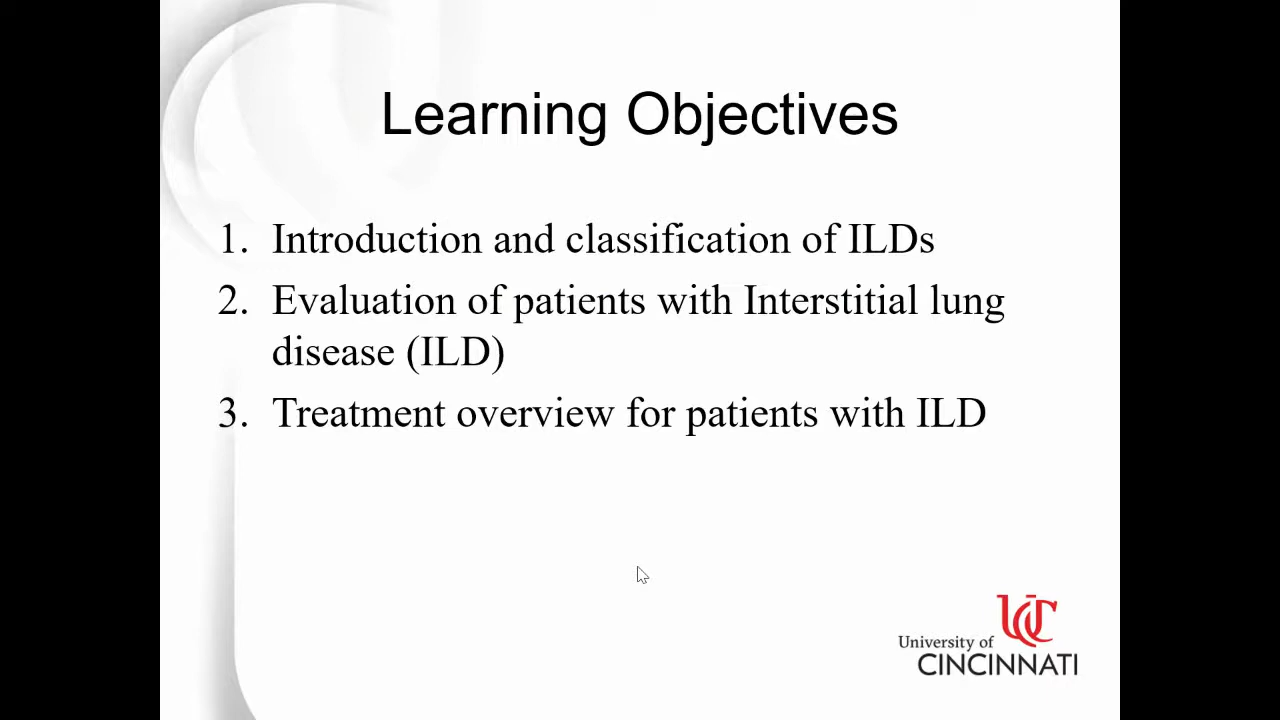 Learning Objectives
1. Introduction and classification of ILDs
2. Evaluation of patients with Interstitial lung
disease (ILD)
3. Treatment overview for patients with ILD
UC
University of
CINCINNATI